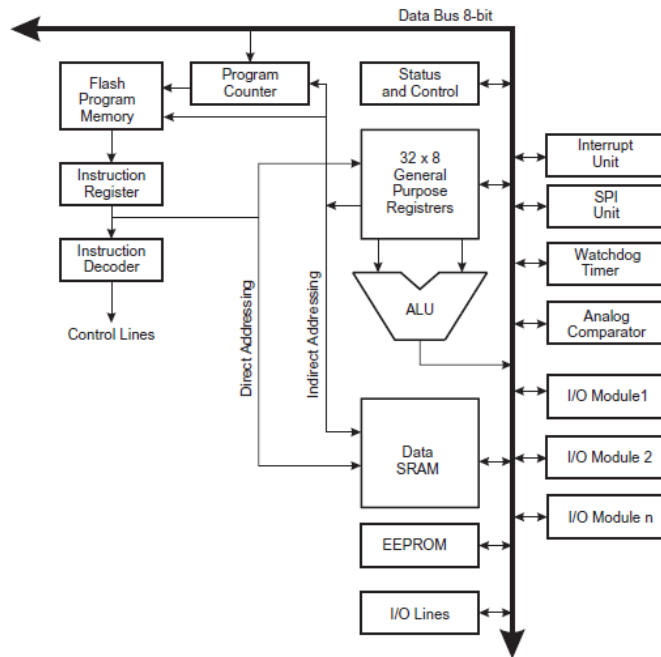 Data Bus 8-bit
Flash
Program
Memory
Program
Counter
Status
and Control
Instruction
Register
32 x 8
General
Purpose
Registrers
Interrupt
Unit
SPI
Unit
Instruction
Decoder
Watchdog
Timer
Control Lines
Direct Addressing
Indirect Addressing
ALU
Analog
Comparator
I/O Module1
Data
SRAM
I/O Module 2
I/O Module n
EEPROM
I/O Lines